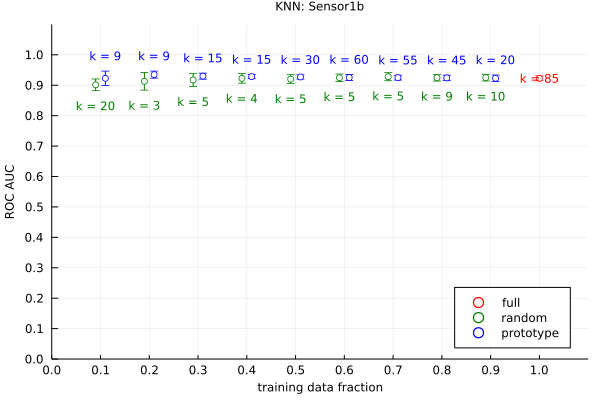 KNN: Sensor1b
1.0
0.9
0.8
0.7
0.6
0.5
0.4
0.3
0.2
0.1
0.0
ROC AUC
k = 9
k = 9
k = 15
k = 15
k = 30
k = 60
k = 55
k = 45
k = 20
k = 85
k = 20
k = 3
k = 5
k = 4
k = 5
k = 5
k = 5
k = 9
k = 10
full
random
prototype
0.0 0.1 0.2 0.3 0.4 0.5 0.6 0.7 0.8 0.9 1.0
training data fraction